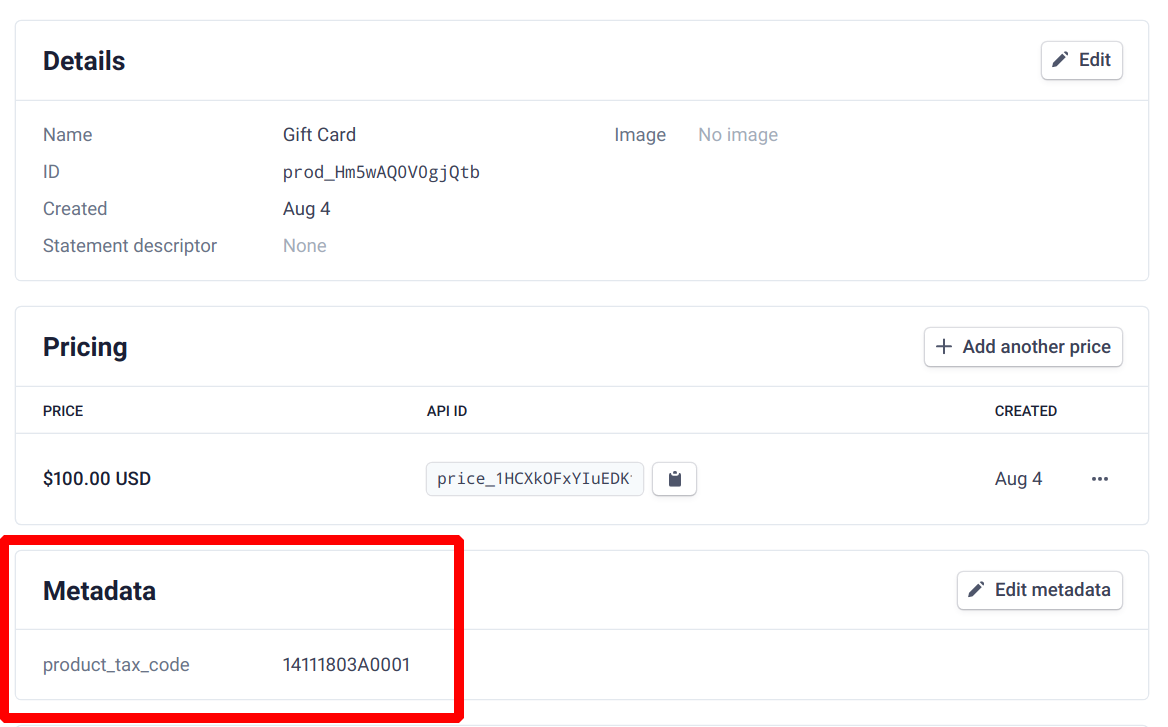 Details
Edit
Name Gift Card Image No image
ID prod_Hm5wAQ0V0gjQtb
Created Aug 4
Statement descriptor None
Pricing
Add another price
PRICE API ID CREATED
$100.00 USD price_1HCXkOFxYIuEDK Aug 4
Metadata
Edit metadata
product_tax_code 14111803A0001